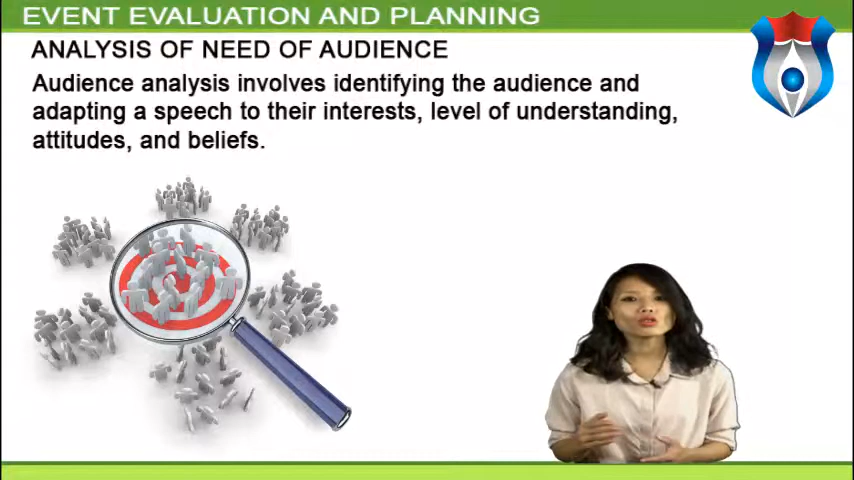 EVENT EVALUATION AND PLANNING
ANALYSIS OF NEED OF AUDIENCE
Audience analysis involves identifying the audience and
adapting a speech to their interests, level of understanding,
attitudes, and beliefs.